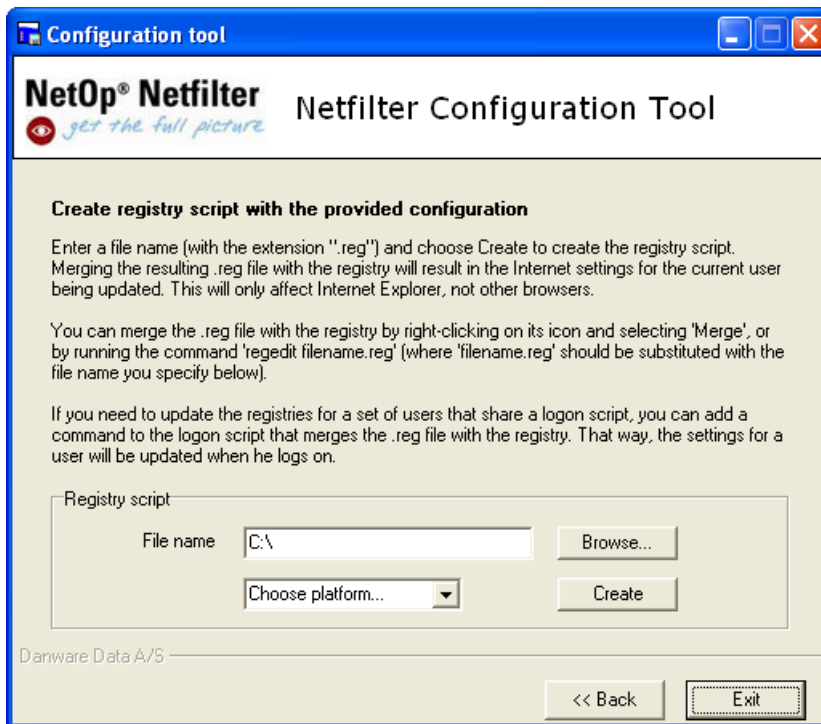 Configuration tool
NetOp® Netfilter
get the full picture
Netfilter Configuration Tool
Create registry script with the provided configuration
Enter a file name (with the extension ".reg") and choose Create to create the registry script.
Merging the resulting .reg file with the registry will result in the Internet settings for the current user
being updated. This will only affect Internet Explorer, not other browsers.
You can merge the .reg file with the registry by right-clicking on its icon and selecting 'Merge', or
by running the command 'regedit filename.reg' (where 'filename.reg' should be substituted with the
file name you specify below).
If you need to update the registries for a set of users that share a logon script, you can add a
command to the logon script that merges the .reg file with the registry. That way, the settings for a
user will be updated when he logs on.
Registry script
File name
C:\
Browse...
Choose platform...
Create
Danware Data A/S
<< Back
Exit